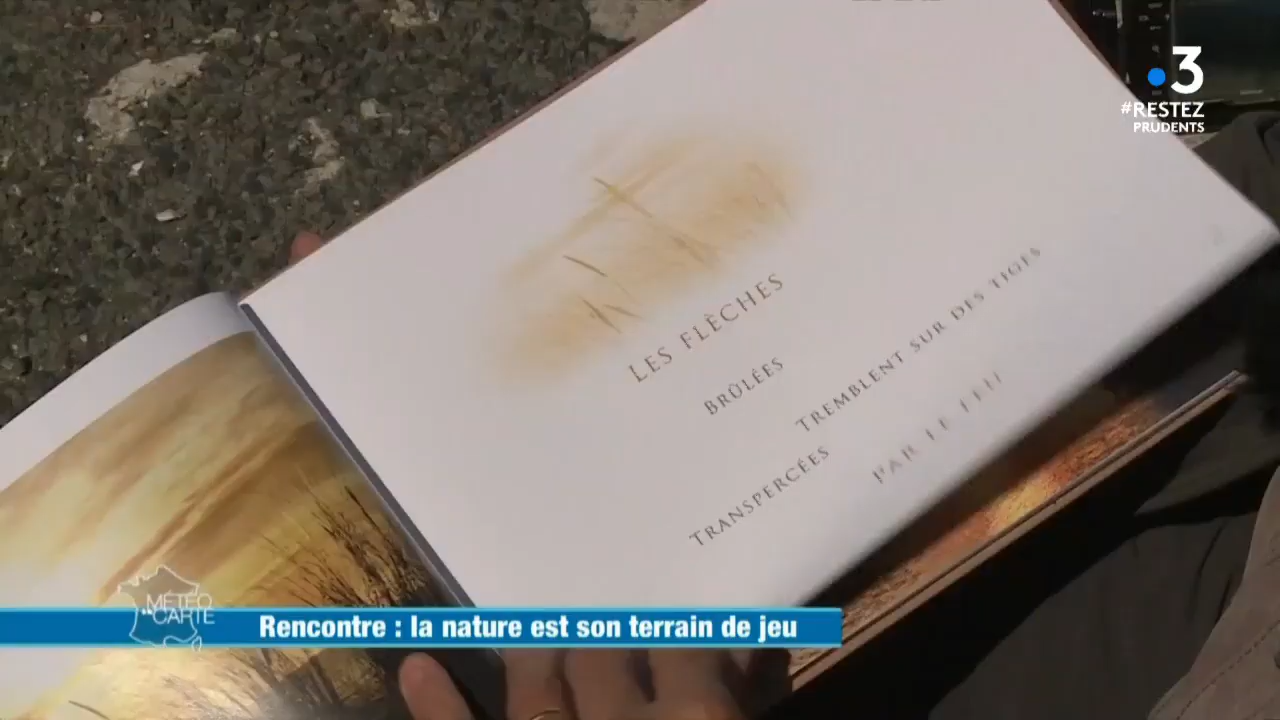 3
#RESTEZ
PRUDENTS
LES FLÈCHES
BRÛLÉES
TREMBLENT SUR DES TIGES
TRANSPERCÉES
PAR LE FEU
MÉTÉO
À LA
CARTE
Rencontre : la nature est son terrain de jeu